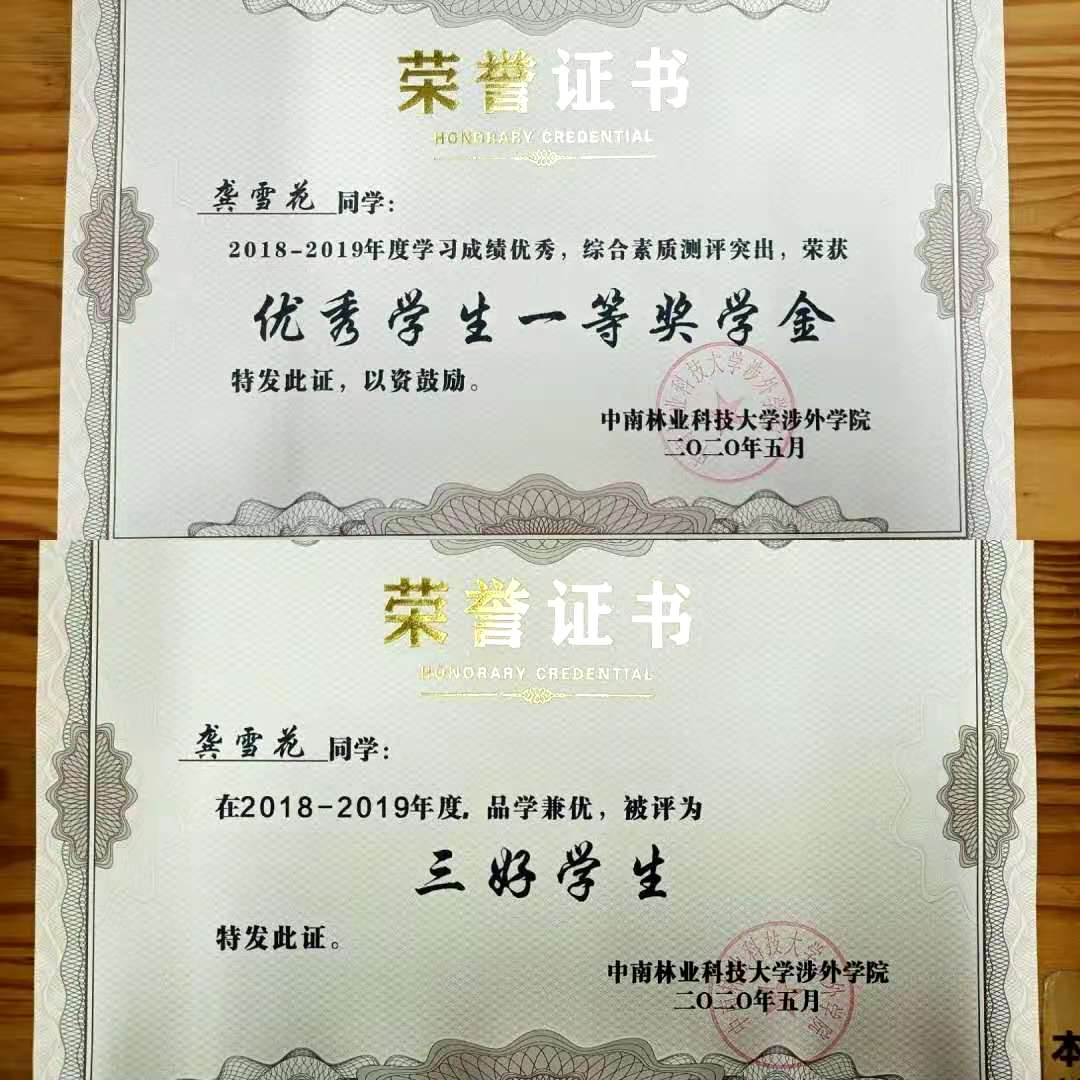 荣誉证书
HONORARY CREDENTIAL
龚雪花同学：
2018-2019年度学习成绩优秀，综合素质测评突出，荣获
优秀学生一等奖学金
特发此证，以资鼓励。
中南林业科技大学涉外学院
二〇二〇年五月
荣誉证书
HONORARY CREDENTIAL
龚雪花同学：
在2018-2019年度，品学兼优，被评为
三好学生
特发此证。
中南林业科技大学涉外学院
二〇二〇年五月
本